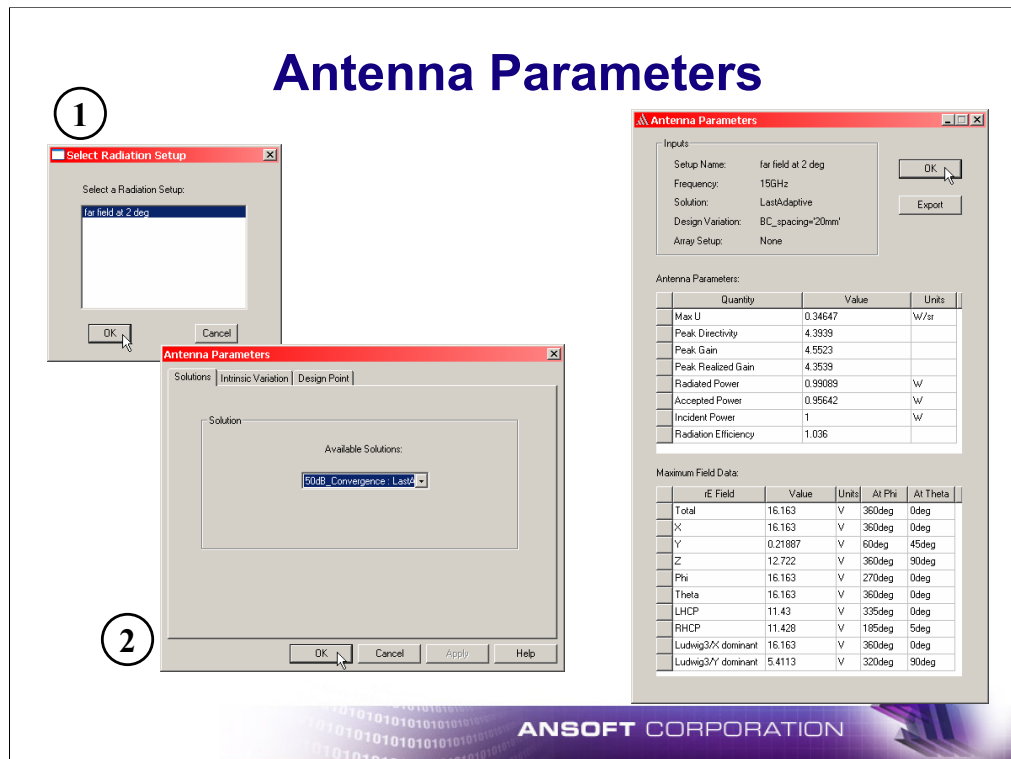 Antenna Parameters
1
Select Radiation Setup
Select a Radiation Setup:
far field at 2 deg
OK
Cancel
Antenna Parameters
Solutions
Intrinsic Variation
Design Point
Solution
Available Solutions:
50dB_Convergence : LastA
2
OK
Cancel
Apply
Help
Antenna Parameters
Inputs
Setup Name: far field at 2 deg
Frequency: 15GHz
Solution: LastAdaptive
Design Variation: BC_spacing='20mm'
Array Setup: None
OK
Export
Antenna Parameters:
Quantity Value Units
Max U 0.34647 W/sr
Peak Directivity 4.3939
Peak Gain 4.5523
Peak Realized Gain 4.3539
Radiated Power 0.99089 W
Accepted Power 0.95642 W
Incident Power 1 W
Radiation Efficiency 1.036
Maximum Field Data:
rE Field Value Units At Phi At Theta
Total 16.163 V 360deg 0deg
X 16.163 V 360deg 0deg
Y 0.21887 V 60deg 45deg
Z 12.722 V 360deg 90deg
Phi 16.163 V 270deg 0deg
Theta 16.163 V 360deg 0deg
LHCP 11.43 V 335deg 0deg
RHCP 11.428 V 185deg 5deg
Ludwig3/X dominant 16.163 V 360deg 0deg
Ludwig3/Y dominant 5.4113 V 320deg 90deg
ANSOFT CORPORATION